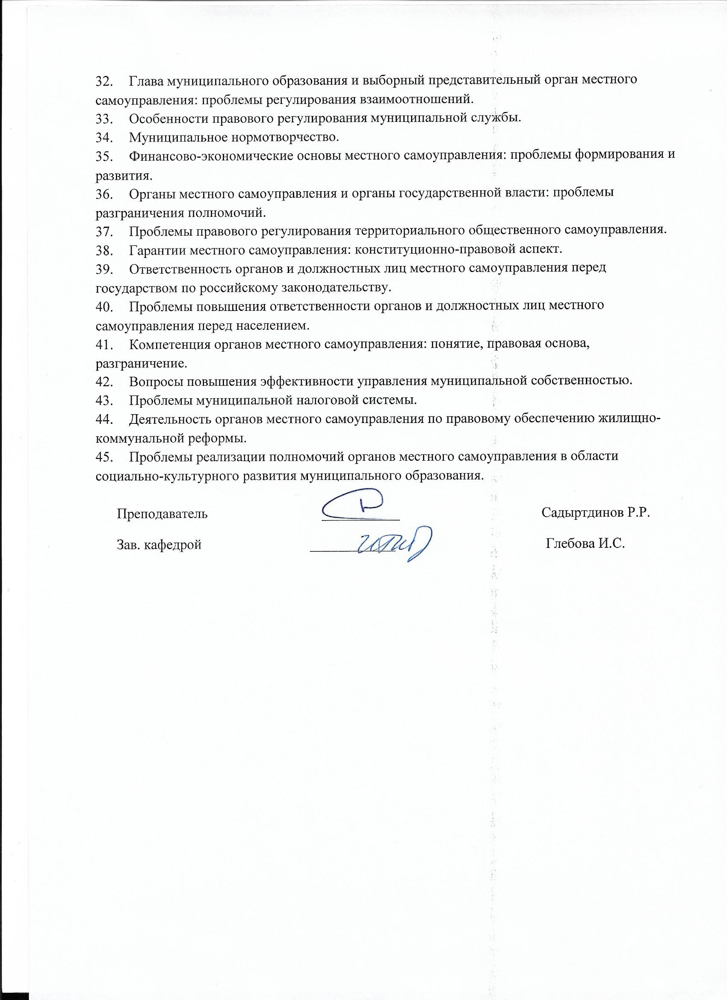 32. Глава муниципального образования и выборный представительный орган местного
самоуправления: проблемы регулирования взаимоотношений.
33. Особенности правового регулирования муниципальной службы.
34. Муниципальное нормотворчество.
35. Финансово-экономические основы местного самоуправления: проблемы формирования и
развития.
36. Органы местного самоуправления и органы государственной власти: проблемы
разграничения полномочий.
37. Проблемы правового регулирования территориального общественного самоуправления.
38. Гарантии местного самоуправления: конституционно-правовой аспект.
39. Ответственность органов и должностных лиц местного самоуправления перед
государством по российскому законодательству.
40. Проблемы повышения ответственности органов и должностных лиц местного
самоуправления перед населением.
41. Компетенция органов местного самоуправления: понятие, правовая основа,
разграничение.
42. Вопросы повышения эффективности управления муниципальной собственностью.
43. Проблемы муниципальной налоговой системы.
44. Деятельность органов местного самоуправления по правовому обеспечению жилищно-
коммунальной реформы.
45. Проблемы реализации полномочий органов местного самоуправления в области
социально-культурного развития муниципального образования.
Преподаватель Садыртдинов Р.Р.
Зав. кафедрой Глебова И.С.